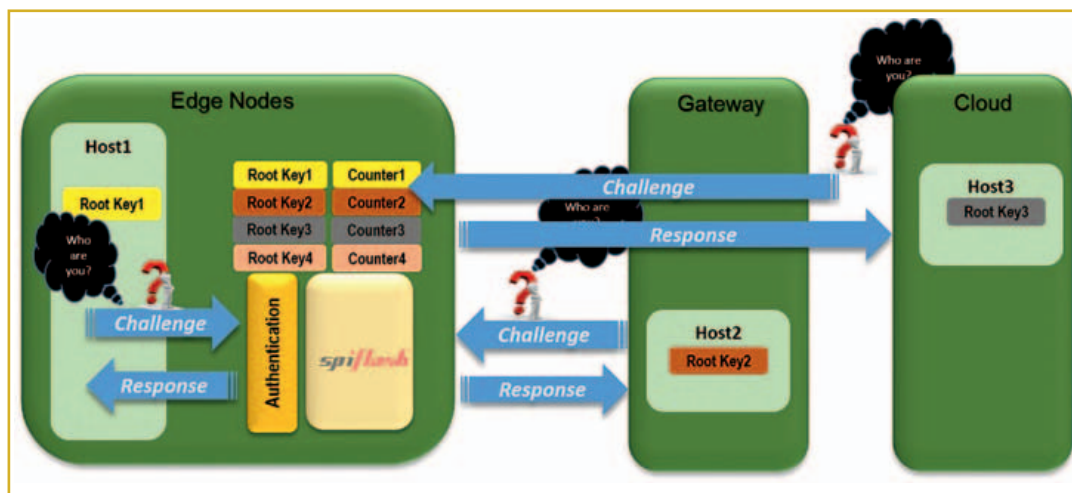 Edge Nodes
Host1
Root Key1
Who
are
you?
Challenge
Response
Root Key1 Counter1
Root Key2 Counter2
Root Key3 Counter3
Root Key4 Counter4
Authentication
spiflash
Challenge
Response
Who are
you?
Challenge
Response
Gateway
Host2
Root Key2
Who are
you?
Cloud
Host3
Root Key3